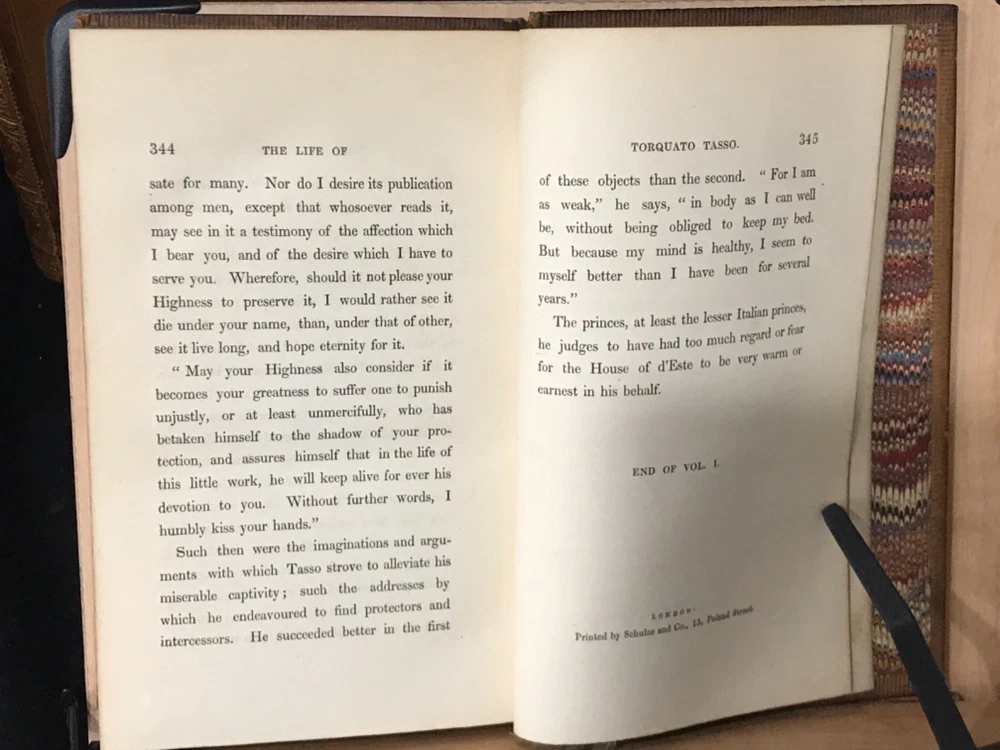 344 THE LIFE OF
sate for many. Nor do I desire its publication
among men, except that whosoever reads it,
may see in it a testimony of the affection which
I bear you, and of the desire which I have to
serve you. Wherefore, should it not please your
Highness to preserve it, I would rather see it
die under your name, than, under that of other,
see it live long, and hope eternity for it.
“ May your Highness also consider if it
becomes your greatness to suffer one to punish
unjustly, or at least unmercifully, who has
betaken himself to the shadow of your pro-
tection, and assures himself that in the life of
this little work, he will keep alive for ever his
devotion to you. Without further words, I
humbly kiss your hands.”
Such then were the imaginations and argu-
ments with which Tasso strove to alleviate his
miserable captivity; such the addresses by
which he endeavoured to find protectors and
intercessors. He succeeded better in the first
TORQUATO TASSO. 345
of these objects than the second. “ For I am
as weak,” he says, “ in body as I can well
be, without being obliged to keep my bed.
But because my mind is healthy, I seem to
myself better than I have been for several
years.”
The princes, at least the lesser Italian princes,
he judges to have had too much regard or fear
for the House of d'Este to be very warm or
earnest in his behalf.
END OF VOL. I.
LONDON:
Printed by Schulze and Co., 13, Poland Street.